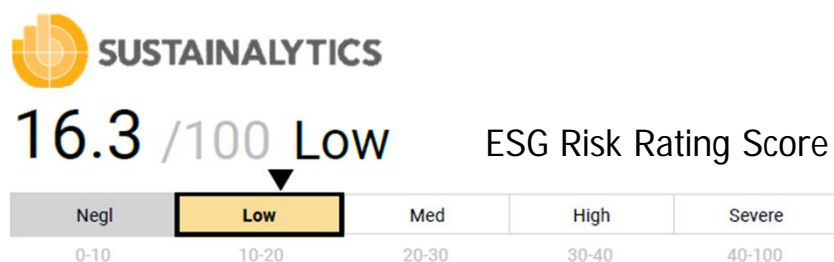 SUSTAINALYTICS
16.3 /100 Low ESG Risk Rating Score
Negl Low Med High Severe
0-10 10-20 20-30 30-40 40-100